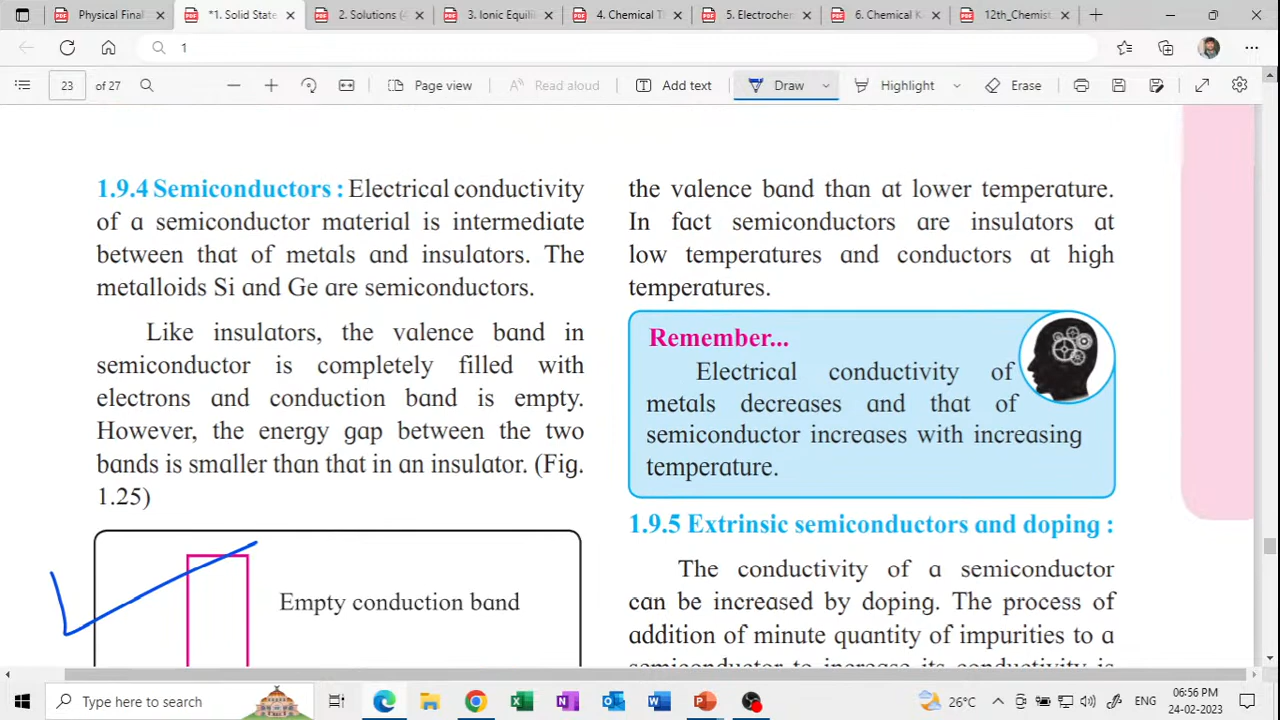 Physical Final
*1. Solid State
2. Solutions (
3. Ionic Equili
4. Chemical T
5. Electrochen
6. Chemical K
12th_Chemist
1
23 of 27
Page view
Read aloud
Add text
Draw
Highlight
Erase
1.9.4 Semiconductors : Electrical conductivity
of a semiconductor material is intermediate
between that of metals and insulators. The
metalloids Si and Ge are semiconductors.
Like insulators, the valence band in
semiconductor is completely filled with
electrons and conduction band is empty.
However, the energy gap between the two
bands is smaller than that in an insulator. (Fig.
1.25)
Empty conduction band
the valence band than at lower temperature.
In fact semiconductors are insulators at
low temperatures and conductors at high
temperatures.
Remember...
Electrical conductivity of
metals decreases and that of
semiconductor increases with increasing
temperature.
1.9.5 Extrinsic semiconductors and doping :
The conductivity of a semiconductor
can be increased by doping. The process of
addition of minute quantity of impurities to a
semiconductor to increase its conductivity is
Type here to search
26°C
ENG
06:56 PM
24-02-2023